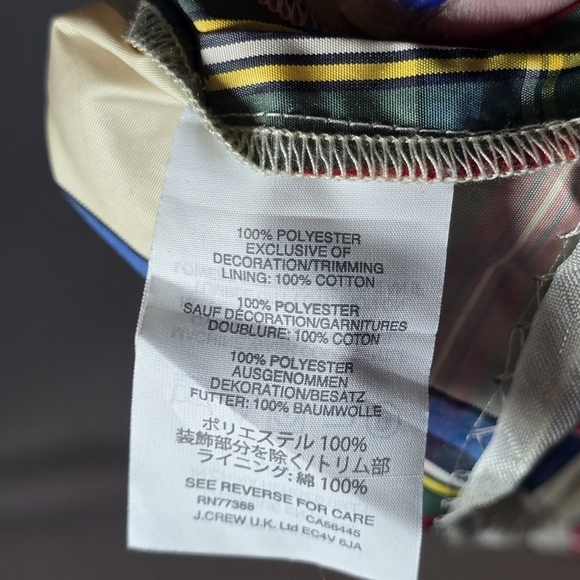 100% POLYESTER
EXCLUSIVE OF
DECORATION/TRIMMING
LINING: 100% COTTON
100% POLYESTER
SAUF DÉCORATION/GARNITURES
DOUBLURE: 100% COTON
100% POLYESTER
AUSGENOMMEN
DEKORATION/BESATZ
FUTTER: 100% BAUMWOLLE
ポリエステル 100%
装飾部分を除く/トリム部
ライニング: 綿 100%
SEE REVERSE FOR CARE
RN77388 CA56445
J.CREW U.K. Ltd EC4V 6JA